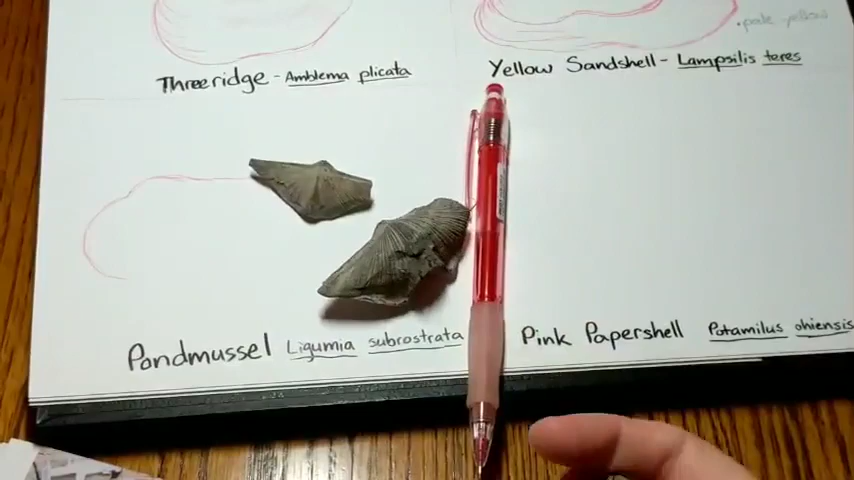 • pale yellow
Threeridge - Amblema plicata
Yellow Sandshell - Lampsilis teres
Pondmussel Ligumia subrostrata
Pink Papershell Potamilus ohiensis